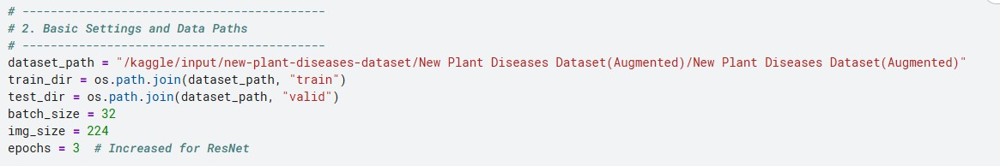 # -----------------------------------------
# 2. Basic Settings and Data Paths
# -----------------------------------------
dataset_path = "/kaggle/input/new-plant-diseases-dataset/New Plant Diseases Dataset(Augmented)/New Plant Diseases Dataset(Augmented)"
train_dir = os.path.join(dataset_path, "train")
test_dir = os.path.join(dataset_path, "valid")
batch_size = 32
img_size = 224
epochs = 3  # Increased for ResNet